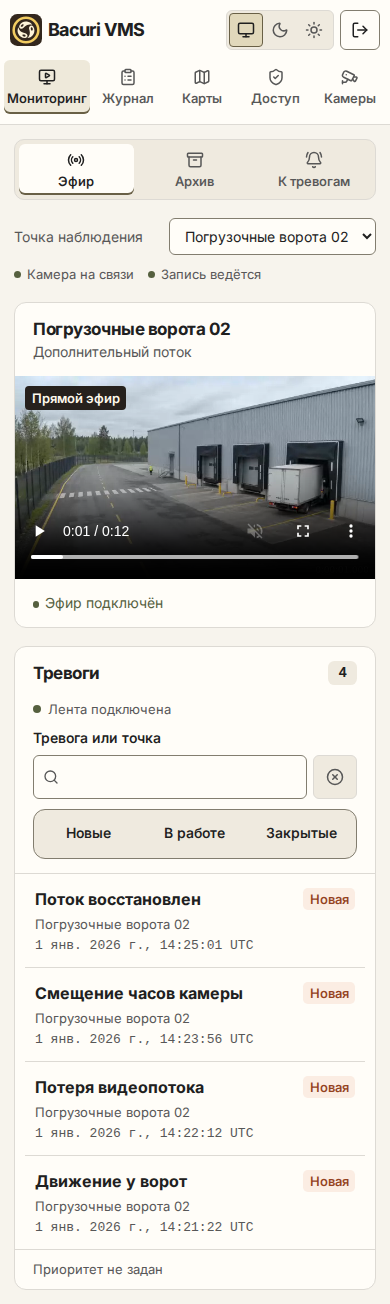 Bacuri VMS
Мониторинг
Журнал
Карты
Доступ
Камеры
Эфир
Архив
К тревогам
Точка наблюдения
Погрузочные ворота 02
Камера на связи
Запись ведётся
Погрузочные ворота 02
Дополнительный поток
Прямой эфир
0:01 / 0:12
Эфир подключён
Тревоги
4
Лента подключена
Тревога или точка
Новые
В работе
Закрытые
Поток восстановлен
Новая
Погрузочные ворота 02
1 янв. 2026 г., 14:25:01 UTC
Смещение часов камеры
Новая
Погрузочные ворота 02
1 янв. 2026 г., 14:23:56 UTC
Потеря видеопотока
Новая
Погрузочные ворота 02
1 янв. 2026 г., 14:22:12 UTC
Движение у ворот
Новая
Погрузочные ворота 02
1 янв. 2026 г., 14:21:22 UTC
Приоритет не задан